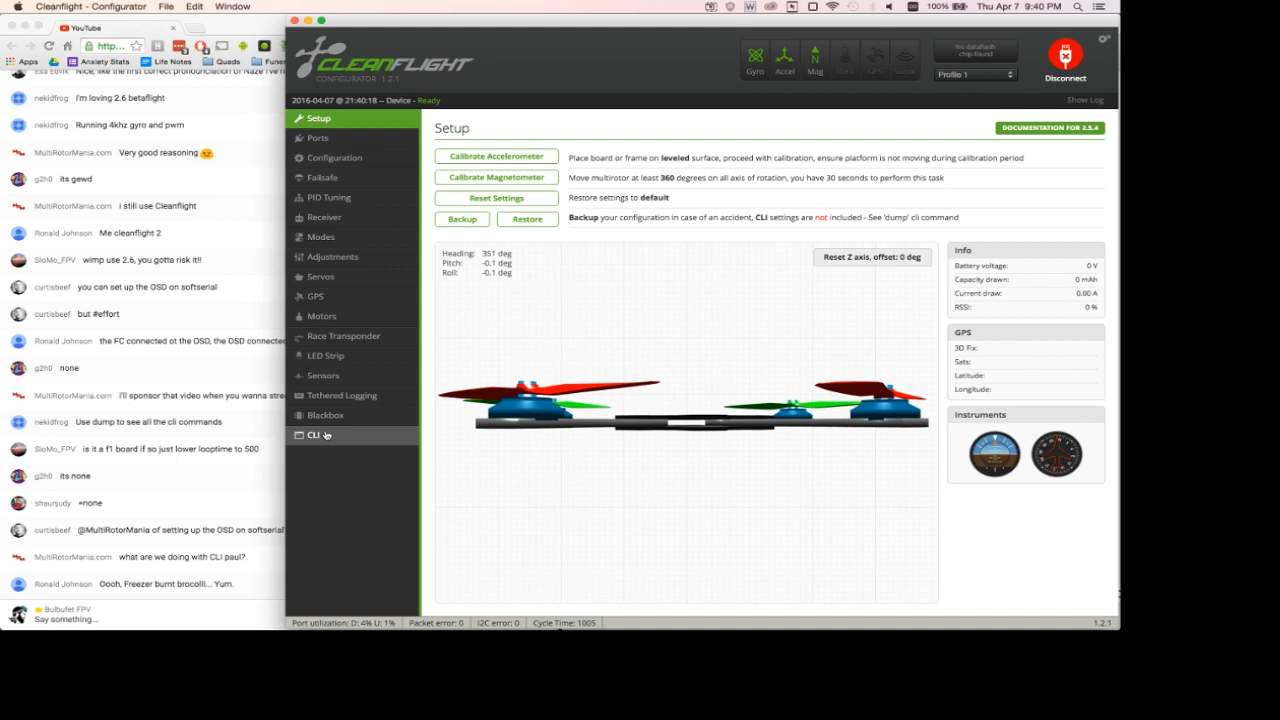 Cleanflight - Configurator File Edit Window
100% Thu Apr 7 9:40 PM
YouTube
http...
Apps Anxiety Stats Life Notes Quads Funer
nekidfrog I'm loving 2.6 betaflight
nekidfrog Running 4khz gyro and pwm
MultiRotorMania.com Very good reasoning
g2h0 its gewd
MultiRotorMania.com i still use Cleanflight
Ronald Johnson Me cleanflight 2
SloMo_FPV wimp use 2.6, you gotta risk it!!
curtisbeef you can set up the OSD on softserial
curtisbeef but #effort
Ronald Johnson the FC connected ot the OSD, the OSD connected
g2h0 none
MultiRotorMania.com i'll sponsor that video when you wanna stre
nekidfrog Use dump to see all the cli commands
SloMo_FPV is it a f1 board if so just lower looptime to 500
g2h0 its none
shaunjudy =none
curtisbeef @MultiRotorMania of setting up the OSD on softserial
MultiRotorMania.com what are we doing with CLI paul?
Ronald Johnson Oooh, Freezer burnt brocolli... Yum.
Bulbufet FPV
Say something...
CLEANFLIGHT
CONFIGURATOR 1.2.1
Gyro Accel Mag Baro GPS Sonar
No dataflash
chip found
Profile 1
Disconnect
2016-04-07 @ 21:40:18 -- Device - Ready
Show Log
Setup
Ports
Configuration
Failsafe
PID Tuning
Receiver
Modes
Adjustments
Servos
GPS
Motors
Race Transponder
LED Strip
Sensors
Tethered Logging
Blackbox
CLI
Setup
DOCUMENTATION FOR 2.5.4
Calibrate Accelerometer Place board or frame on leveled surface, proceed with calibration, ensure platform is not moving during calibration period
Calibrate Magnetometer Move multirotor at least 360 degrees on all axis of rotation, you have 30 seconds to perform this task
Reset Settings Restore settings to default
Backup Restore Backup your configuration in case of an accident, CLI settings are not included - See 'dump' cli command
Heading: 351 deg
Pitch: -0.1 deg
Roll: -0.1 deg
Reset Z axis, offset: 0 deg
Info
Battery voltage: 0 V
Capacity drawn: 0 mAh
Current draw: 0.00 A
RSSI: 0 %
GPS
3D Fix:
Sats:
Latitude:
Longitude:
Instruments
Port utilization: D: 4% U: 1% Packet error: 0 I2C error: 0 Cycle Time: 1005 1.2.1